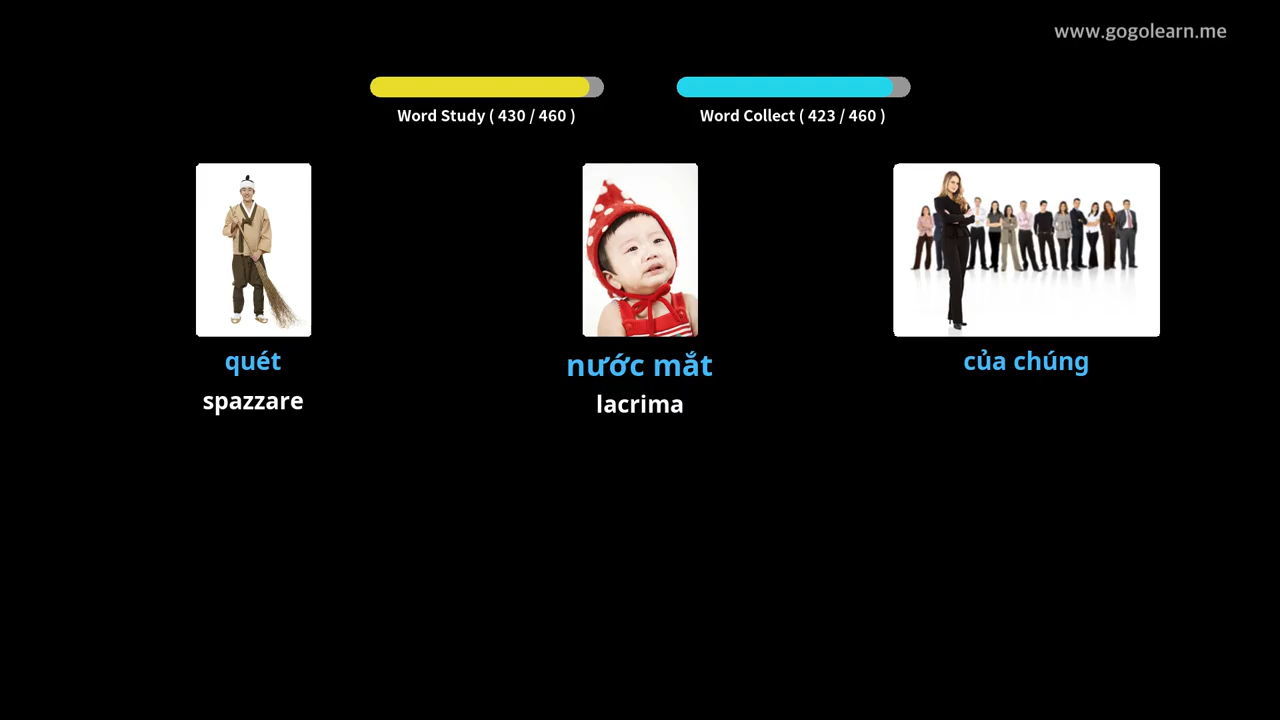 www.gogolearn.me
Word Study ( 430 / 460 )
Word Collect ( 423 / 460 )
quét
spazzare
nước mắt
lacrima
của chúng